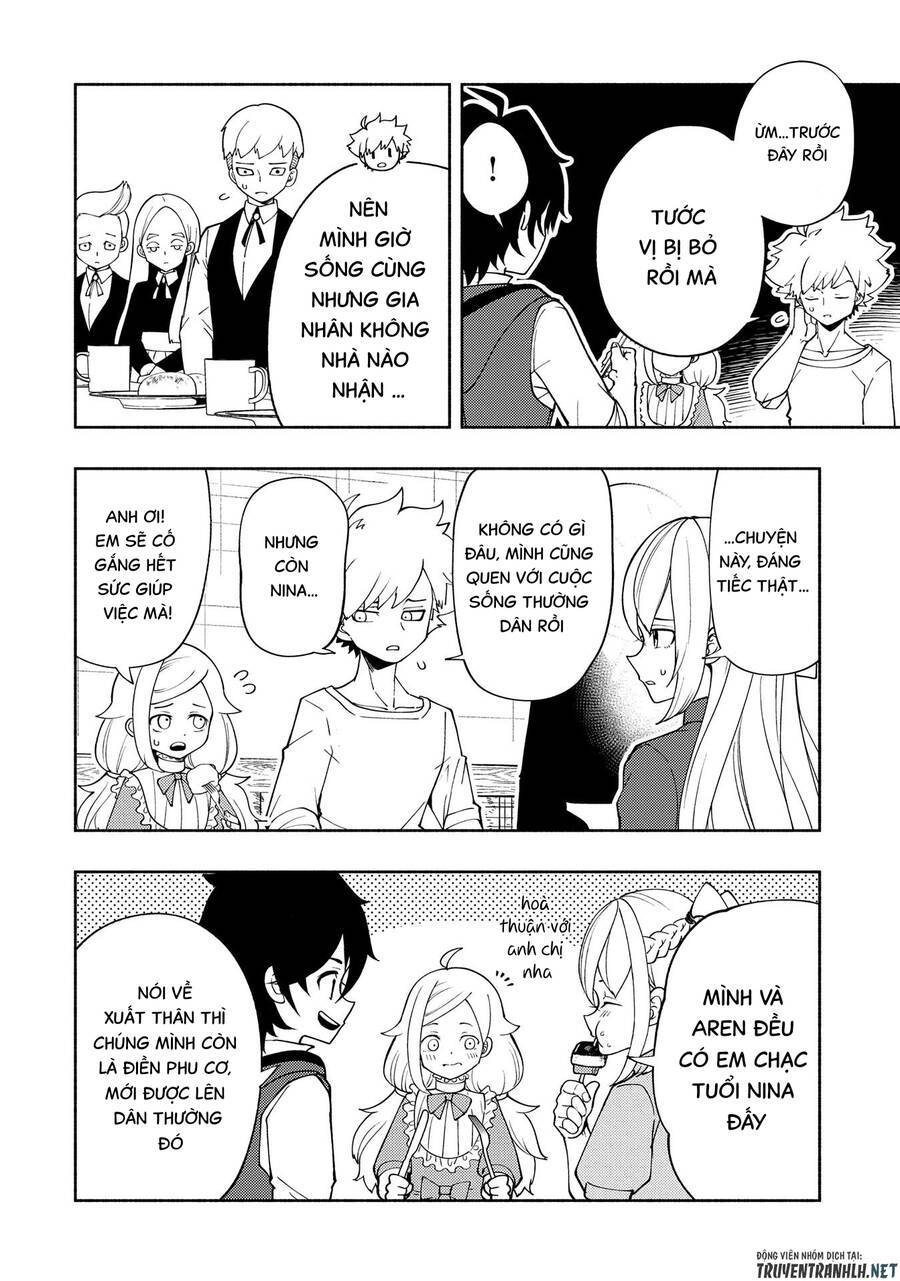 ỪM...TRƯỚC
ĐÂY RỒI
TƯỚC
VỊ BỊ BỎ
RỒI MÀ
!
NÊN
MÌNH GIỜ
SỐNG CÙNG
NHƯNG GIA
NHÂN KHÔNG
NHÀ NÀO
NHẬN ...
...CHUYỆN
NÀY, ĐÁNG
TIẾC THẬT...
KHÔNG CÓ GÌ
ĐÂU, MÌNH CŨNG
QUEN VỚI CUỘC
SỐNG THƯỜNG
DÂN RỒI
NHƯNG
CÒN
NINA...
ANH ƠI!
EM SẼ CỐ
GẮNG HẾT
SỨC GIÚP
VIỆC MÀ!
MÌNH VÀ
AREN ĐỀU
CÓ EM CHẠC
TUỔI NINA
ĐẤY
hoà
thuận với
anh chị
nha
NÓI VỀ
XUẤT THÂN THÌ
CHÚNG MÌNH CÒN
LÀ ĐIỀN PHU CƠ,
MỚI ĐƯỢC LÊN
DÂN THƯỜNG
ĐÓ
ĐỘNG VIÊN NHÓM DỊCH TẠI:
TRUYENTRANHLH.NET